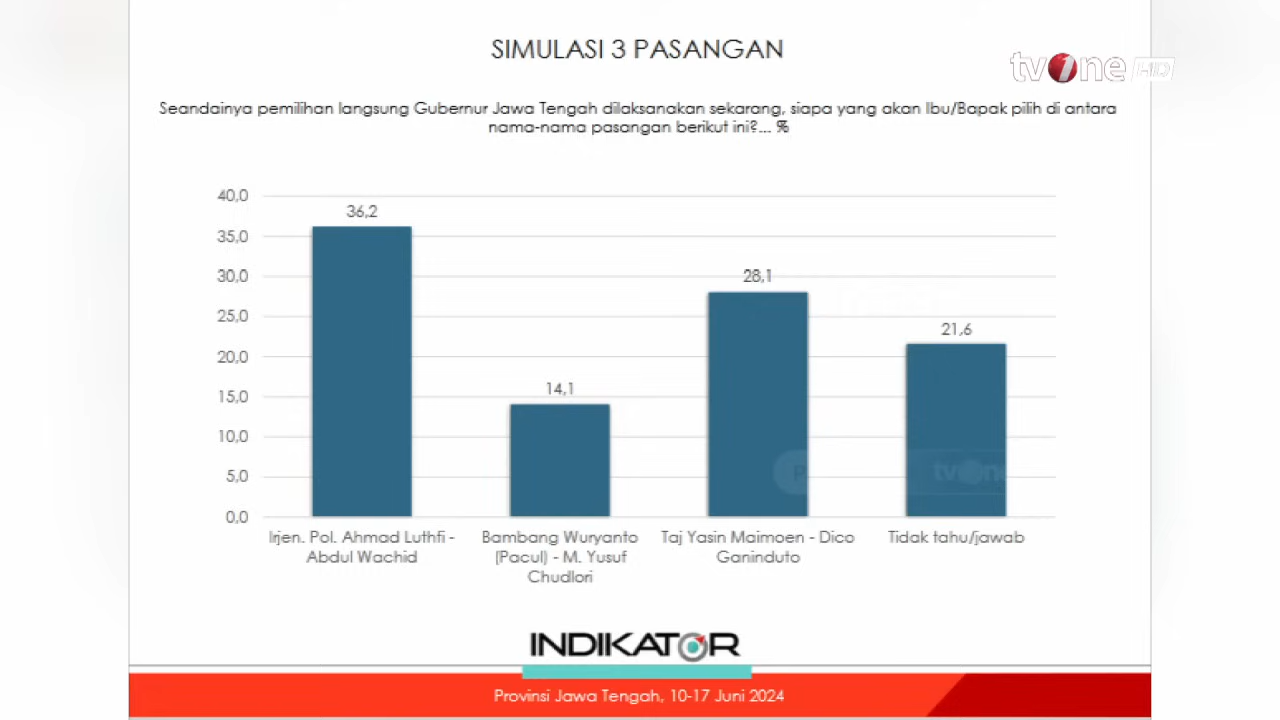 SIMULASI 3 PASANGAN
tvOne HD
Seandainya pemilihan langsung Gubernur Jawa Tengah dilaksanakan sekarang, siapa yang akan Ibu/Bapak pilih di antara
nama-nama pasangan berikut ini?... %
40,0
35,0
30,0
25,0
20,0
15,0
10,0
5,0
0,0
36,2
14,1
28,1
21,6
tvOne
Irjen. Pol. Ahmad Luthfi -
Abdul Wachid
Bambang Wuryanto
(Pacul) - M. Yusuf
Chudlori
Taj Yasin Maimoen - Dico
Ganinduto
Tidak tahu/jawab
INDIKATOR
Provinsi Jawa Tengah, 10-17 Juni 2024